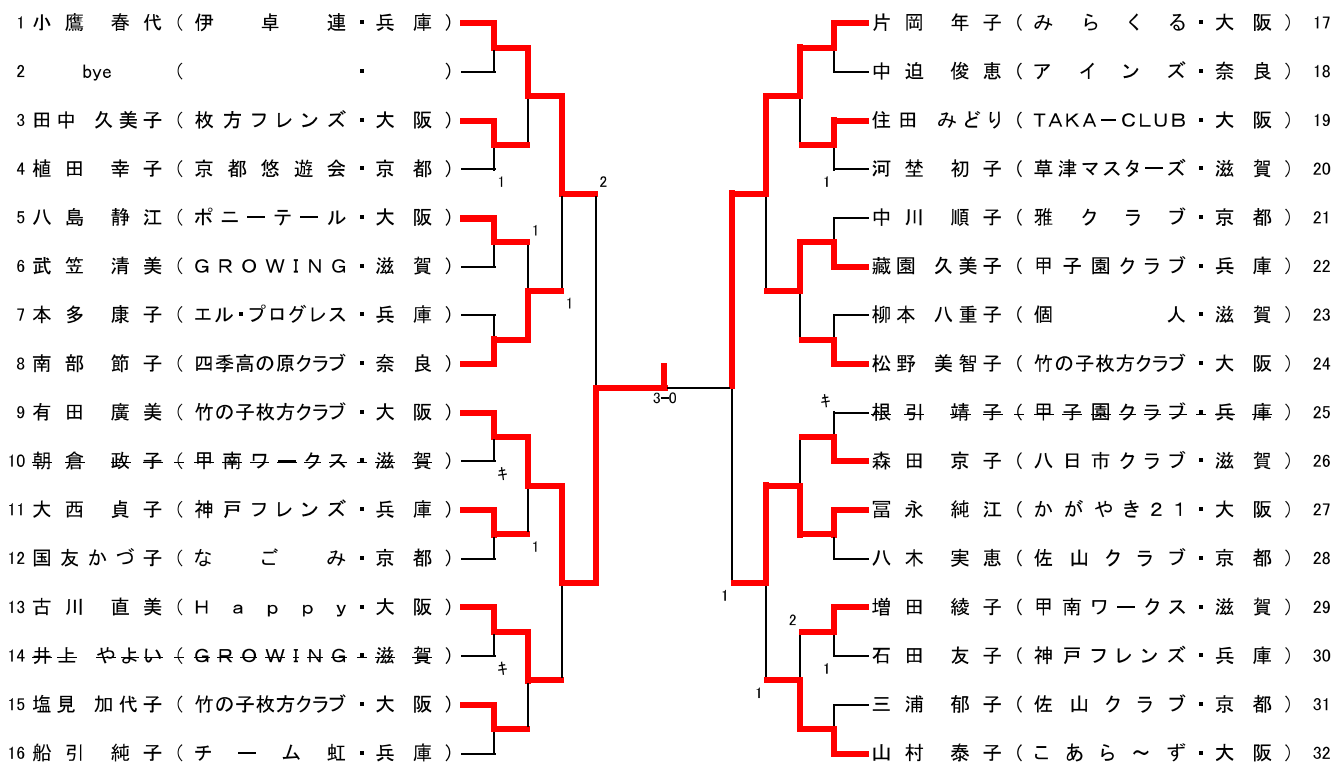 1 小鷹 春代 ( 伊卓連 ・ 兵庫 )
2 bye ( ・ )
3 田中 久美子 ( 枚方フレンズ ・ 大阪 )
4 植田 幸子 ( 京都悠遊会 ・ 京都 )
1
2
5 八島 静江 ( ポニーテール ・ 大阪 )
1
6 武笠 清美 ( GROWING ・ 滋賀 )
7 本多 康子 ( エル・プログレス ・ 兵庫 )
1
8 南部 節子 ( 四季高の原クラブ ・ 奈良 )
9 有田 廣美 ( 竹の子枚方クラブ ・ 大阪 )
10 朝倉 政子 ( 甲南ワークス ・ 滋賀 )
キ
11 大西 貞子 ( 神戸フレンズ ・ 兵庫 )
1
12 国友 かづ子 ( なごみ ・ 京都 )
13 古川 直美 ( Happy ・ 大阪 )
14 井上 やよい ( GROWING ・ 滋賀 )
キ
15 塩見 加代子 ( 竹の子枚方クラブ ・ 大阪 )
16 船引 純子 ( チーム虹 ・ 兵庫 )
3-0
片岡 年子 ( みらくる ・ 大阪 ) 17
中迫 俊恵 ( アインズ ・ 奈良 ) 18
住田 みどり ( TAKA-CLUB ・ 大阪 ) 19
河埜 初子 ( 草津マスターズ ・ 滋賀 ) 20
1
中川 順子 ( 雅クラブ ・ 京都 ) 21
藏園 久美子 ( 甲子園クラブ ・ 兵庫 ) 22
柳本 八重子 ( 個人 ・ 滋賀 ) 23
松野 美智子 ( 竹の子枚方クラブ ・ 大阪 ) 24
キ
根引 靖子 ( 甲子園クラブ ・ 兵庫 ) 25
森田 京子 ( 八日市クラブ ・ 滋賀 ) 26
冨永 純江 ( かがやき21 ・ 大阪 ) 27
八木 実恵 ( 佐山クラブ ・ 京都 ) 28
1
増田 綾子 ( 甲南ワークス ・ 滋賀 ) 29
2
石田 友子 ( 神戸フレンズ ・ 兵庫 ) 30
1
1
三浦 郁子 ( 佐山クラブ ・ 京都 ) 31
山村 泰子 ( こあら~ず ・ 大阪 ) 32